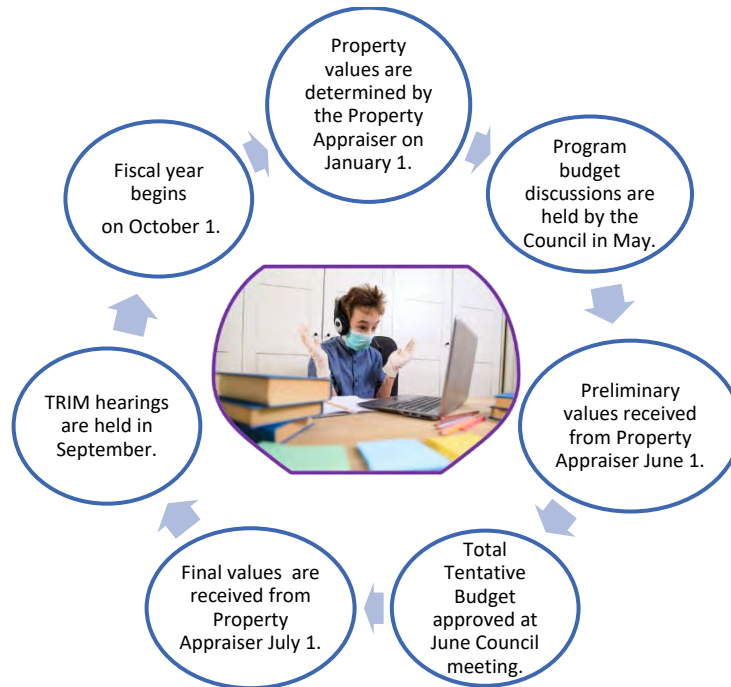 Property
values are
determined by
the Property
Appraiser on
January 1.
Program
budget
discussions are
held by the
Council in May.
Preliminary
values received
from Property
Appraiser June 1.
Total
Tentative
Budget
approved at
June Council
meeting.
Final values are
received from
Property
Appraiser July 1.
TRIM hearings
are held in
September.
Fiscal year
begins
on October 1.